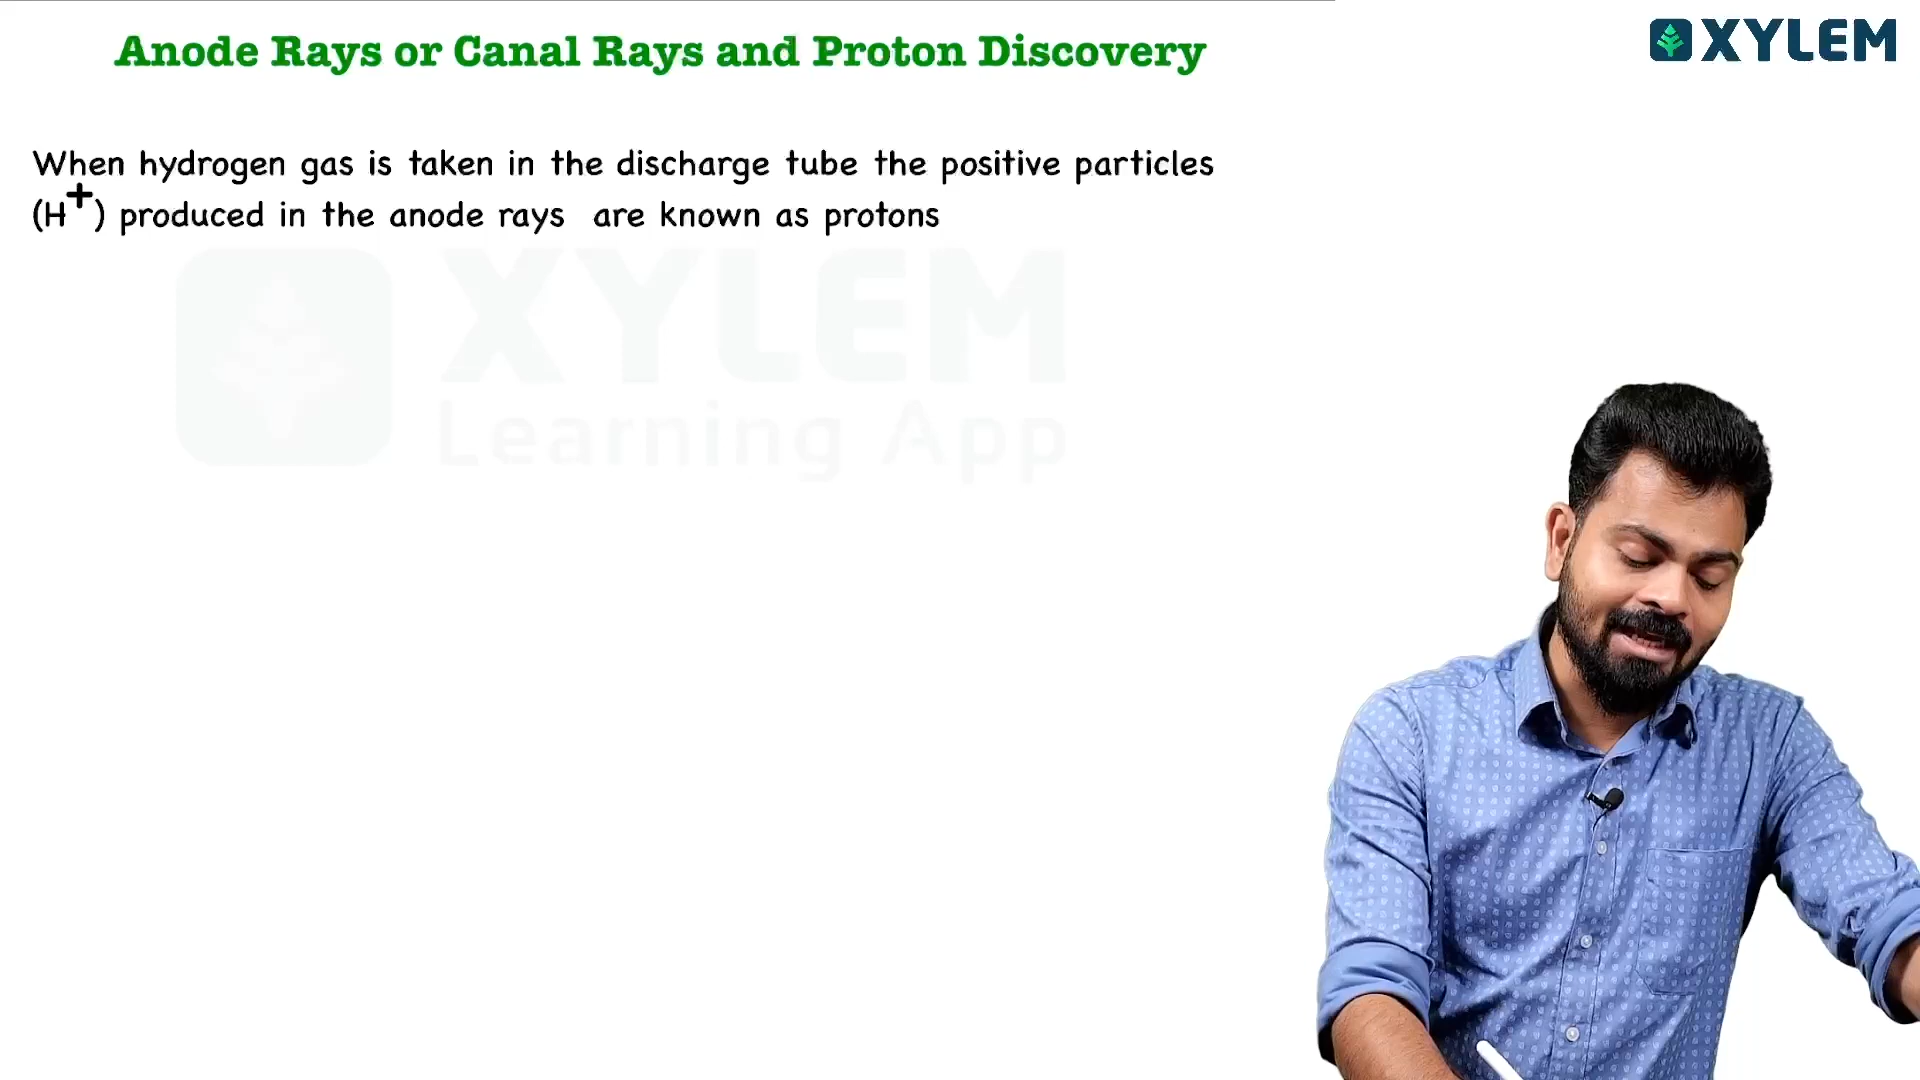 Anode Rays or Canal Rays and Proton Discovery
XYLEM
When hydrogen gas is taken in the discharge tube the positive particles
(H⁺) produced in the anode rays are known as protons
XYLEM
Learning App